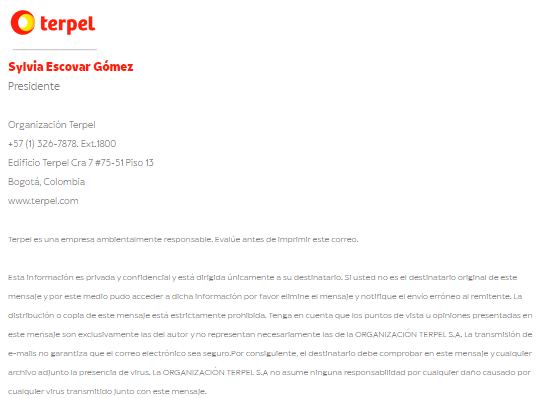 terpel
Sylvia Escovar Gómez
Presidente
Organización Terpel
+57 (1) 326-7878. Ext.1800
Edificio Terpel Cra 7 #75-51 Piso 13
Bogotá, Colombia
www.terpel.com
Terpel es una empresa ambientalmente responsable. Evalúe antes de imprimir este correo.
Esta información es privada y confidencial y está dirigida únicamente a su destinatario. Si usted no es el destinatario original de este
mensaje y por este medio pudo acceder a dicha información por favor elimine el mensaje y notifique el envío erróneo al remitente. La
distribución o copia de este mensaje está estrictamente prohibida. Tenga en cuenta que los puntos de vista u opiniones presentadas en
este mensaje son exclusivamente las del autor y no representan necesariamente las de la ORGANIZACIÓN TERPEL S.A. La transmisión de
e-mails no garantiza que el correo electrónico sea seguro.Por consiguiente, el destinatario debe comprobar en este mensaje y cualquier
archivo adjunto la presencia de virus. La ORGANIZACIÓN TERPEL S.A no asume ninguna responsabilidad por cualquier daño causado por
cualquier virus transmitido junto con este mensaje.